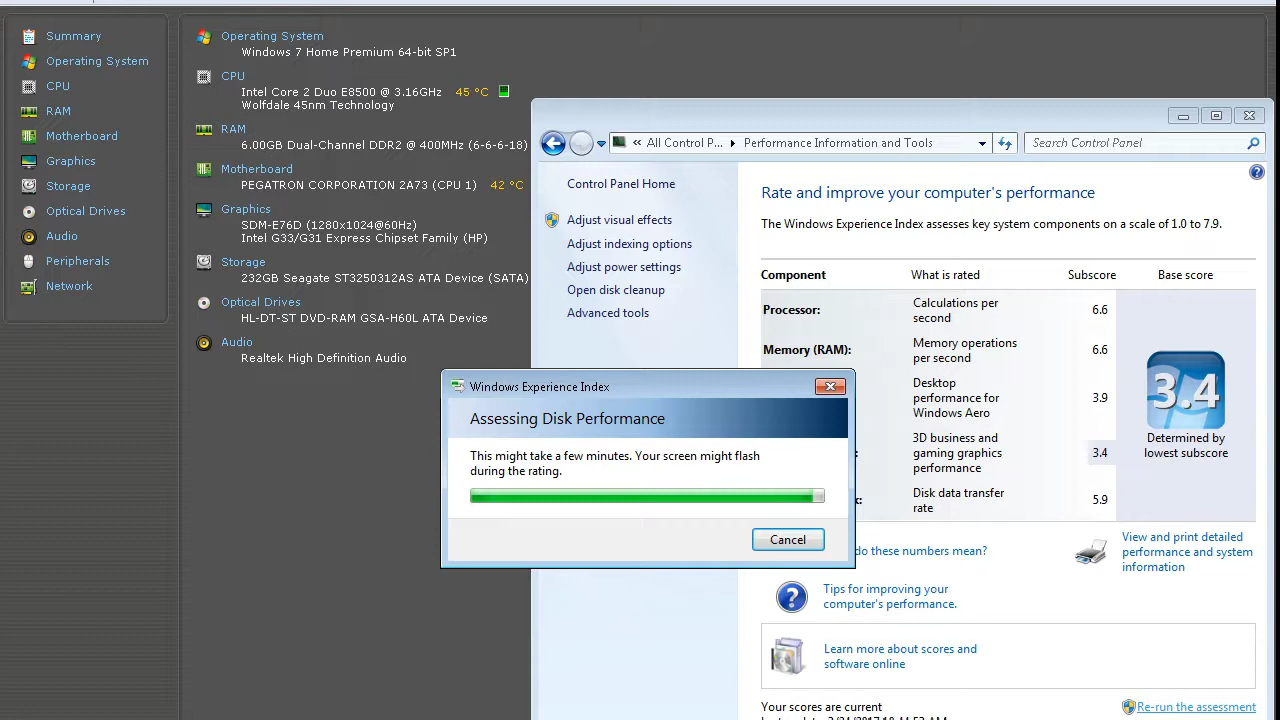 Summary
Operating System
CPU
RAM
Motherboard
Graphics
Storage
Optical Drives
Audio
Peripherals
Network
Operating System
Windows 7 Home Premium 64-bit SP1
CPU
Intel Core 2 Duo E8500 @ 3.16GHz 45 °C
Wolfdale 45nm Technology
RAM
6.00GB Dual-Channel DDR2 @ 400MHz (6-6-6-18)
Motherboard
PEGATRON CORPORATION 2A73 (CPU 1) 42 °C
Graphics
SDM-E76D (1280x1024@60Hz)
Intel G33/G31 Express Chipset Family (HP)
Storage
232GB Seagate ST3250312AS ATA Device (SATA)
Optical Drives
HL-DT-ST DVD-RAM GSA-H60L ATA Device
Audio
Realtek High Definition Audio
« All Control P... Performance Information and Tools
Search Control Panel
Control Panel Home
Adjust visual effects
Adjust indexing options
Adjust power settings
Open disk cleanup
Advanced tools
Rate and improve your computer's performance
The Windows Experience Index assesses key system components on a scale of 1.0 to 7.9.
Component What is rated Subscore Base score
Processor: Calculations per
second 6.6
Memory (RAM): Memory operations
per second 6.6
Desktop
performance for
Windows Aero 3.9
3D business and
gaming graphics
performance 3.4
Disk data transfer
rate 5.9
3.4
Determined by
lowest subscore
Windows Experience Index
Assessing Disk Performance
This might take a few minutes. Your screen might flash
during the rating.
Cancel
do these numbers mean?
View and print detailed
performance and system
information
Tips for improving your
computer's performance.
Learn more about scores and
software online
Your scores are current
Re-run the assessment